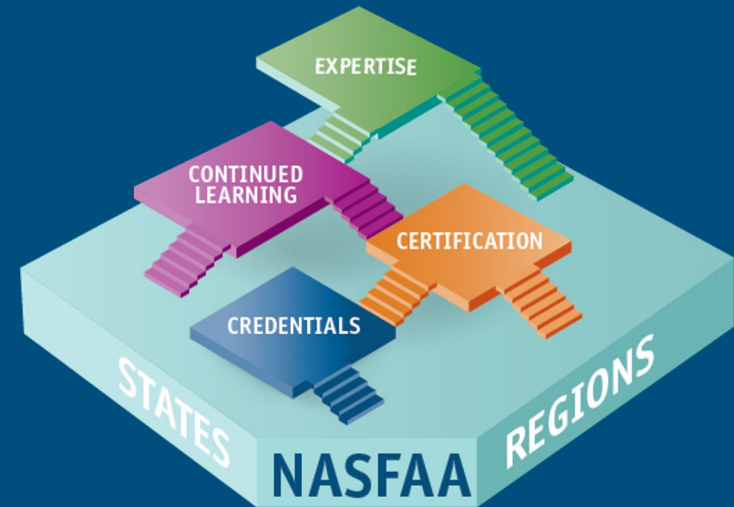 EXPERTISE
CONTINUED
LEARNING
CERTIFICATION
CREDENTIALS
STATES
NASFAA
REGIONS